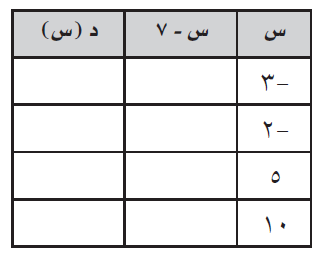 س س - ٧ د (س)
٣-
٢-
٥
١٠